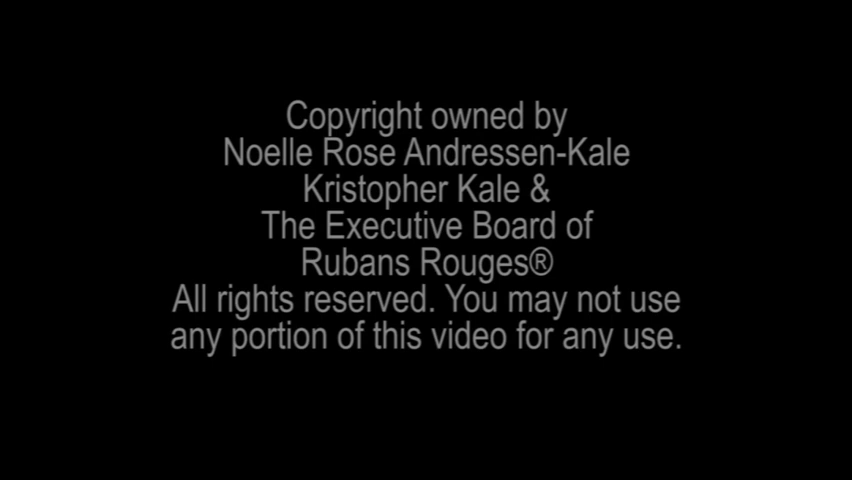 Copyright owned by
Noelle Rose Andressen-Kale
Kristopher Kale &
The Executive Board of
Rubans Rouges®
All rights reserved. You may not use
any portion of this video for any use.